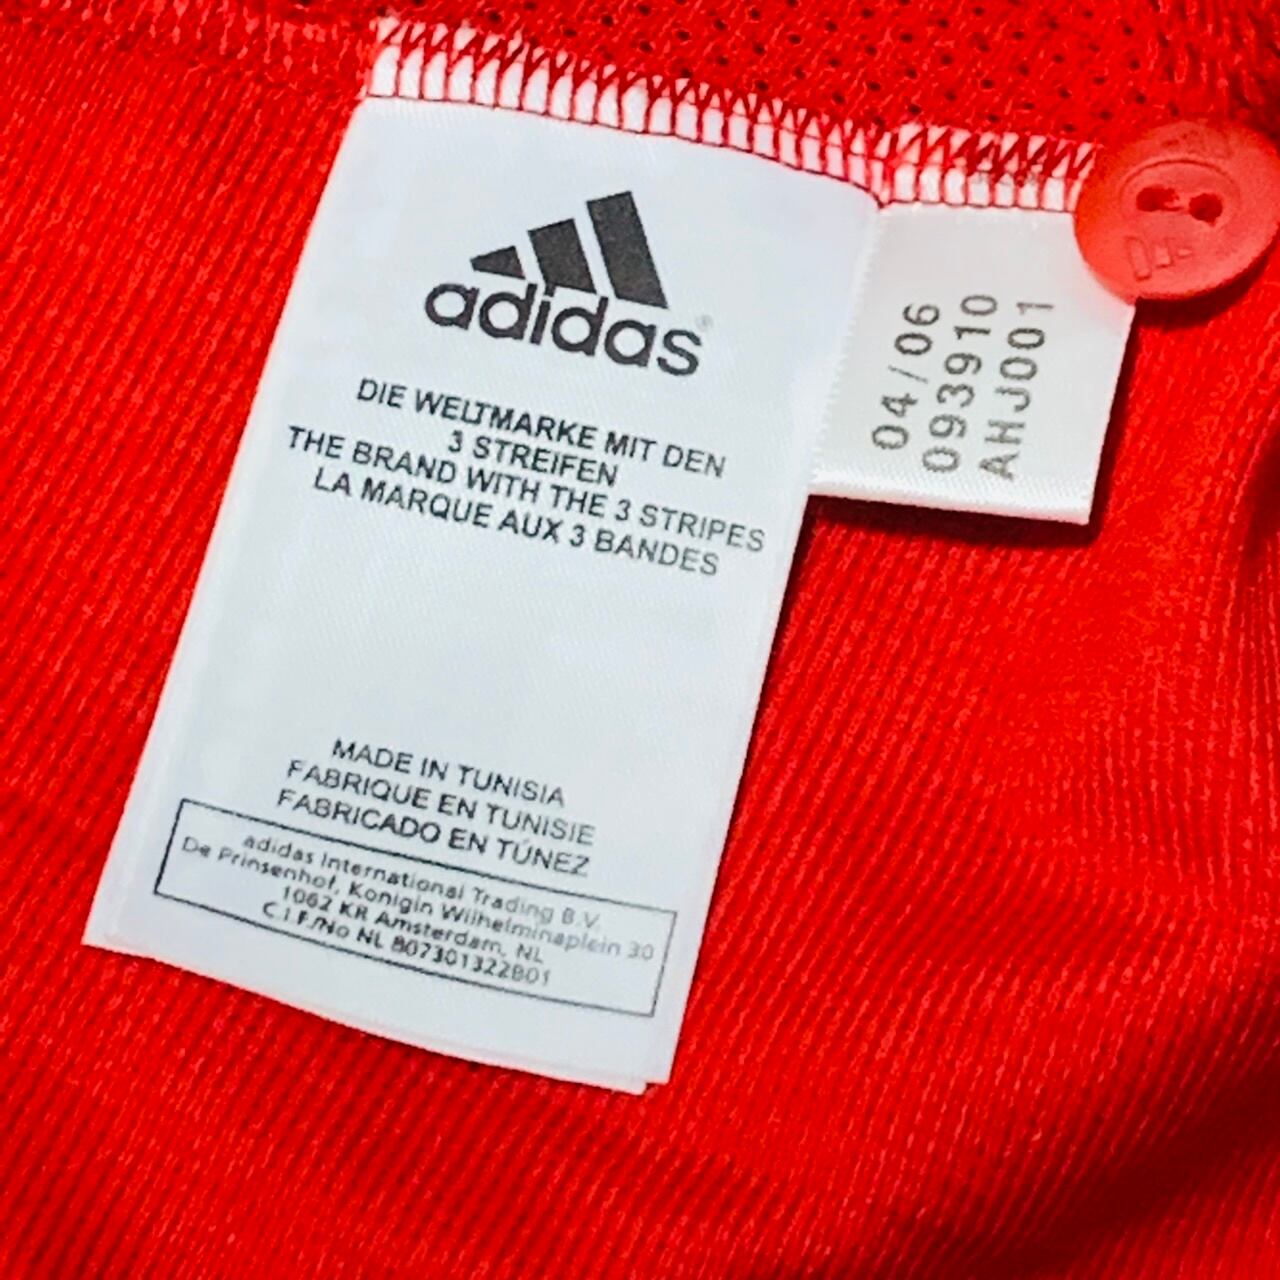 adidas®
DIE WELTMARKE MIT DEN
3 STREIFEN
THE BRAND WITH THE 3 STRIPES
LA MARQUE AUX 3 BANDES
MADE IN TUNISIA
FABRIQUE EN TUNISIE
FABRICADO EN TÚNEZ
adidas International Trading B.V.
De Prinsenhof, Konigin Wilhelminaplein 30
1062 KR Amsterdam, NL
C.I.F./No NL 807301322B01
04/06
093910
AHJ001